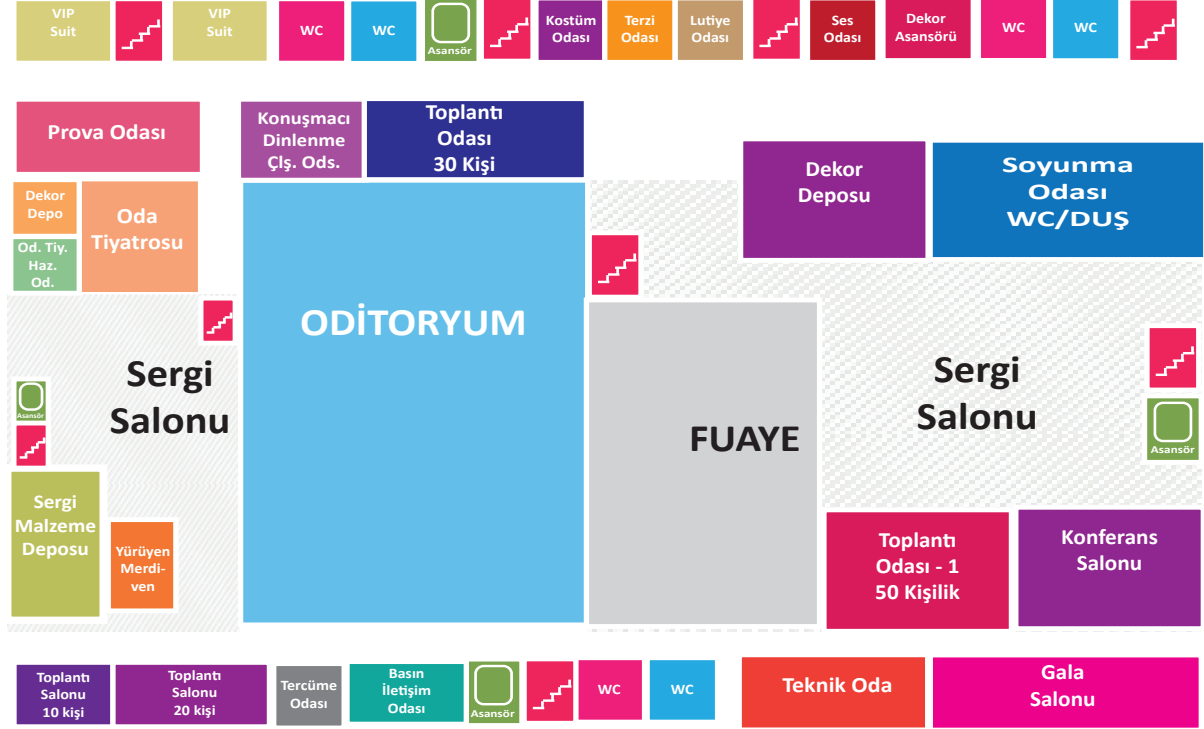 VIP
Suit
VIP
Suit
WC
WC
Asansör
Kostüm
Odası
Terzi
Odası
Lutiye
Odası
Ses
Odası
Dekor
Asansörü
WC
WC
Prova Odası
Konuşmacı
Dinlenme
Çlş. Ods.
Toplantı
Odası
30 Kişi
Dekor
Deposu
Soyunma
Odası
WC/DUŞ
Dekor
Depo
Oda
Tiyatrosu
Od. Tiy.
Haz.
Od.
ODİTORYUM
Sergi
Salonu
FUAYE
Sergi
Salonu
Asansör
Asansör
Sergi
Malzeme
Deposu
Yürüyen
Merdi-
ven
Toplantı
Odası - 1
50 Kişilik
Konferans
Salonu
Toplantı
Salonu
10 kişi
Toplantı
Salonu
20 kişi
Tercüme
Odası
Basın
İletişim
Odası
Asansör
WC
WC
Teknik Oda
Gala
Salonu